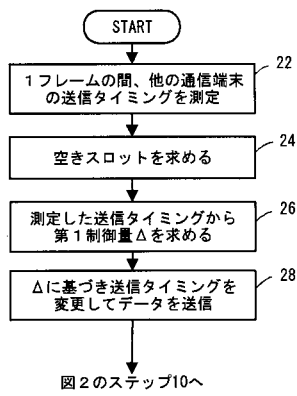 START
22
1フレームの間、他の通信端末
の送信タイミングを測定
24
空きスロットを求める
26
測定した送信タイミングから
第1制御量Δを求める
28
Δに基づき送信タイミングを
変更してデータを送信
図2のステップ10へ